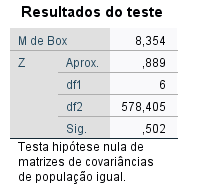 Resultados do teste
M de Box 8,354
Z Aprox. ,889
df1 6
df2 578,405
Sig. ,502
Testa hipótese nula de
matrizes de covariâncias
de população igual.